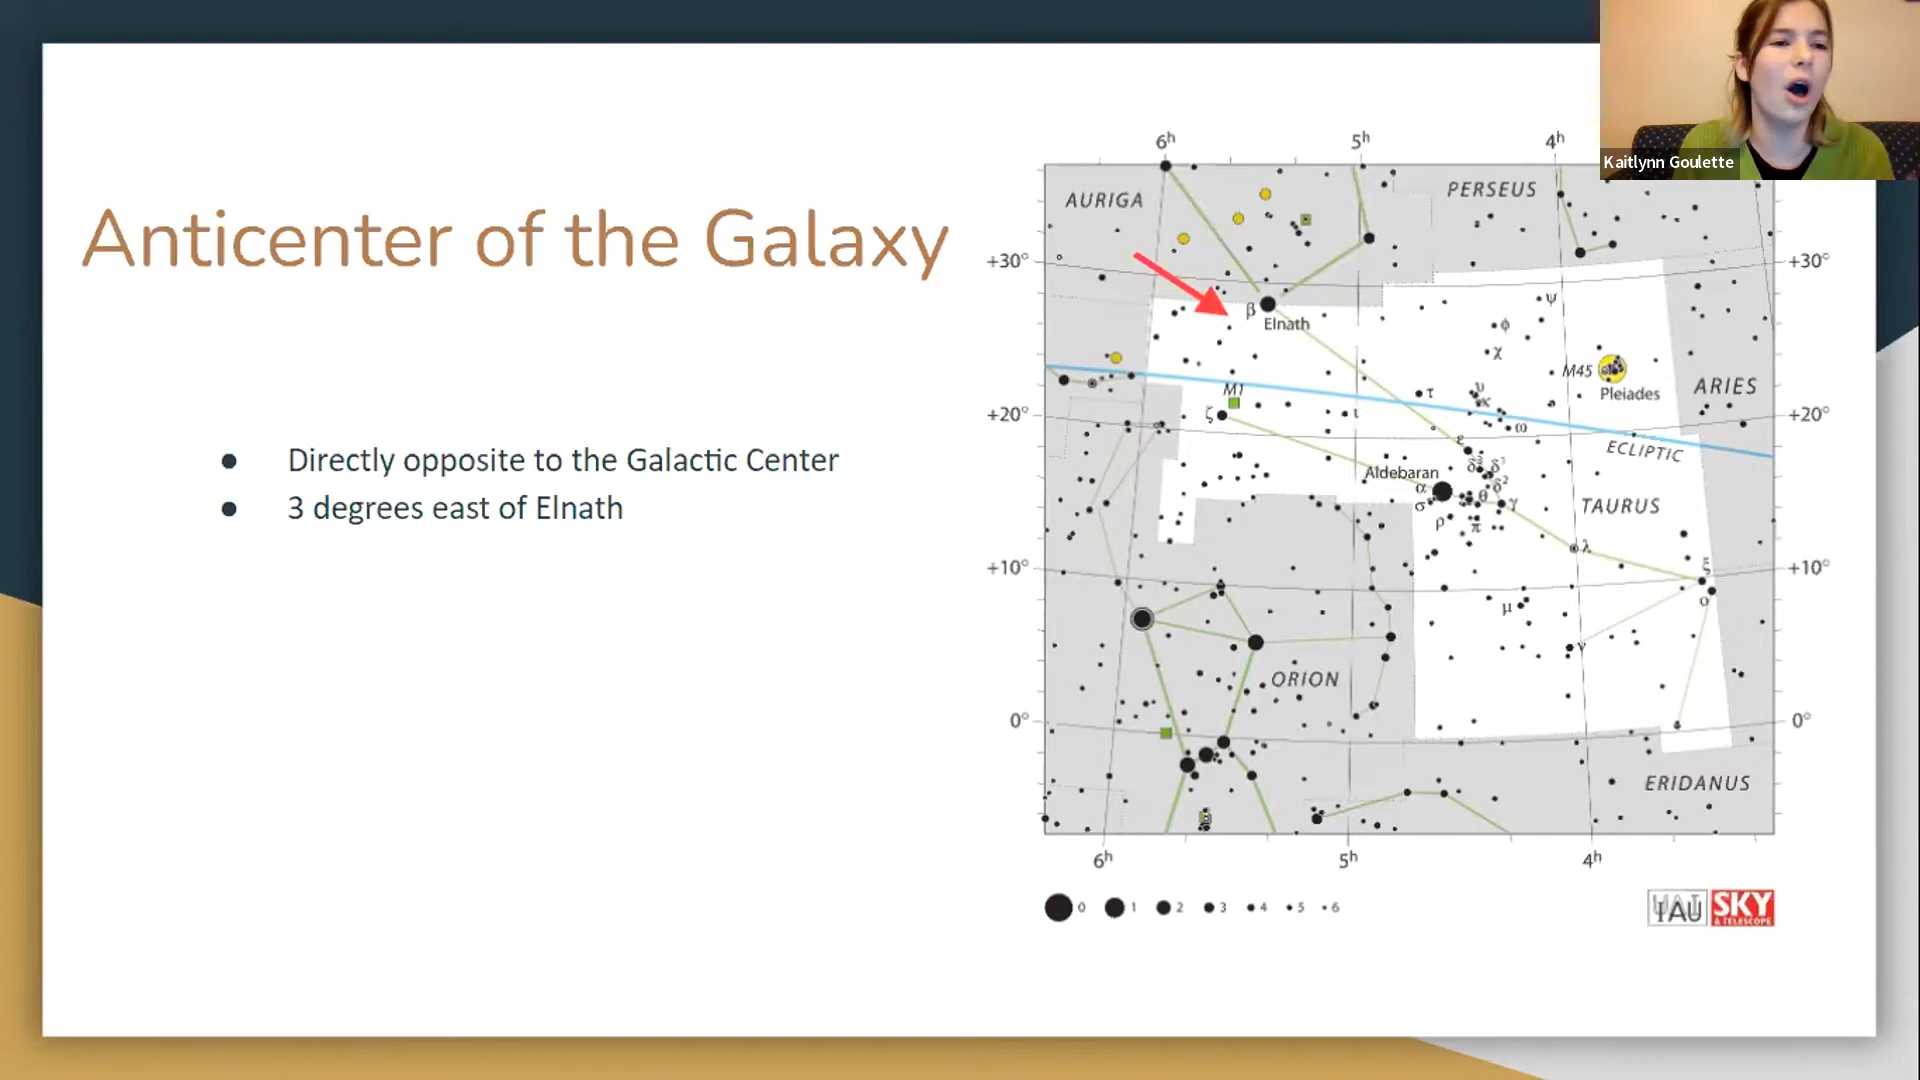 Kaitlynn Goulette
Anticenter of the Galaxy
Directly opposite to the Galactic Center
3 degrees east of Elnath
6h 5h 4h
AURIGA PERSEUS
+30° +30°
β Elnath
ψ
φ
χ
M45 Pleiades
ARIES
M1
ζ ι τ υ κ ω
+20° +20°
ECLIPTIC
ε
Aldebaran
α σ δ3 δ1 δ2 θ γ
ρ π
TAURUS
λ
+10° +10°
ξ
ο
μ
ν
ORION
0° 0°
ERIDANUS
6h 5h 4h
0 1 2 3 4 5 6
IAU
SKY
& TELESCOPE